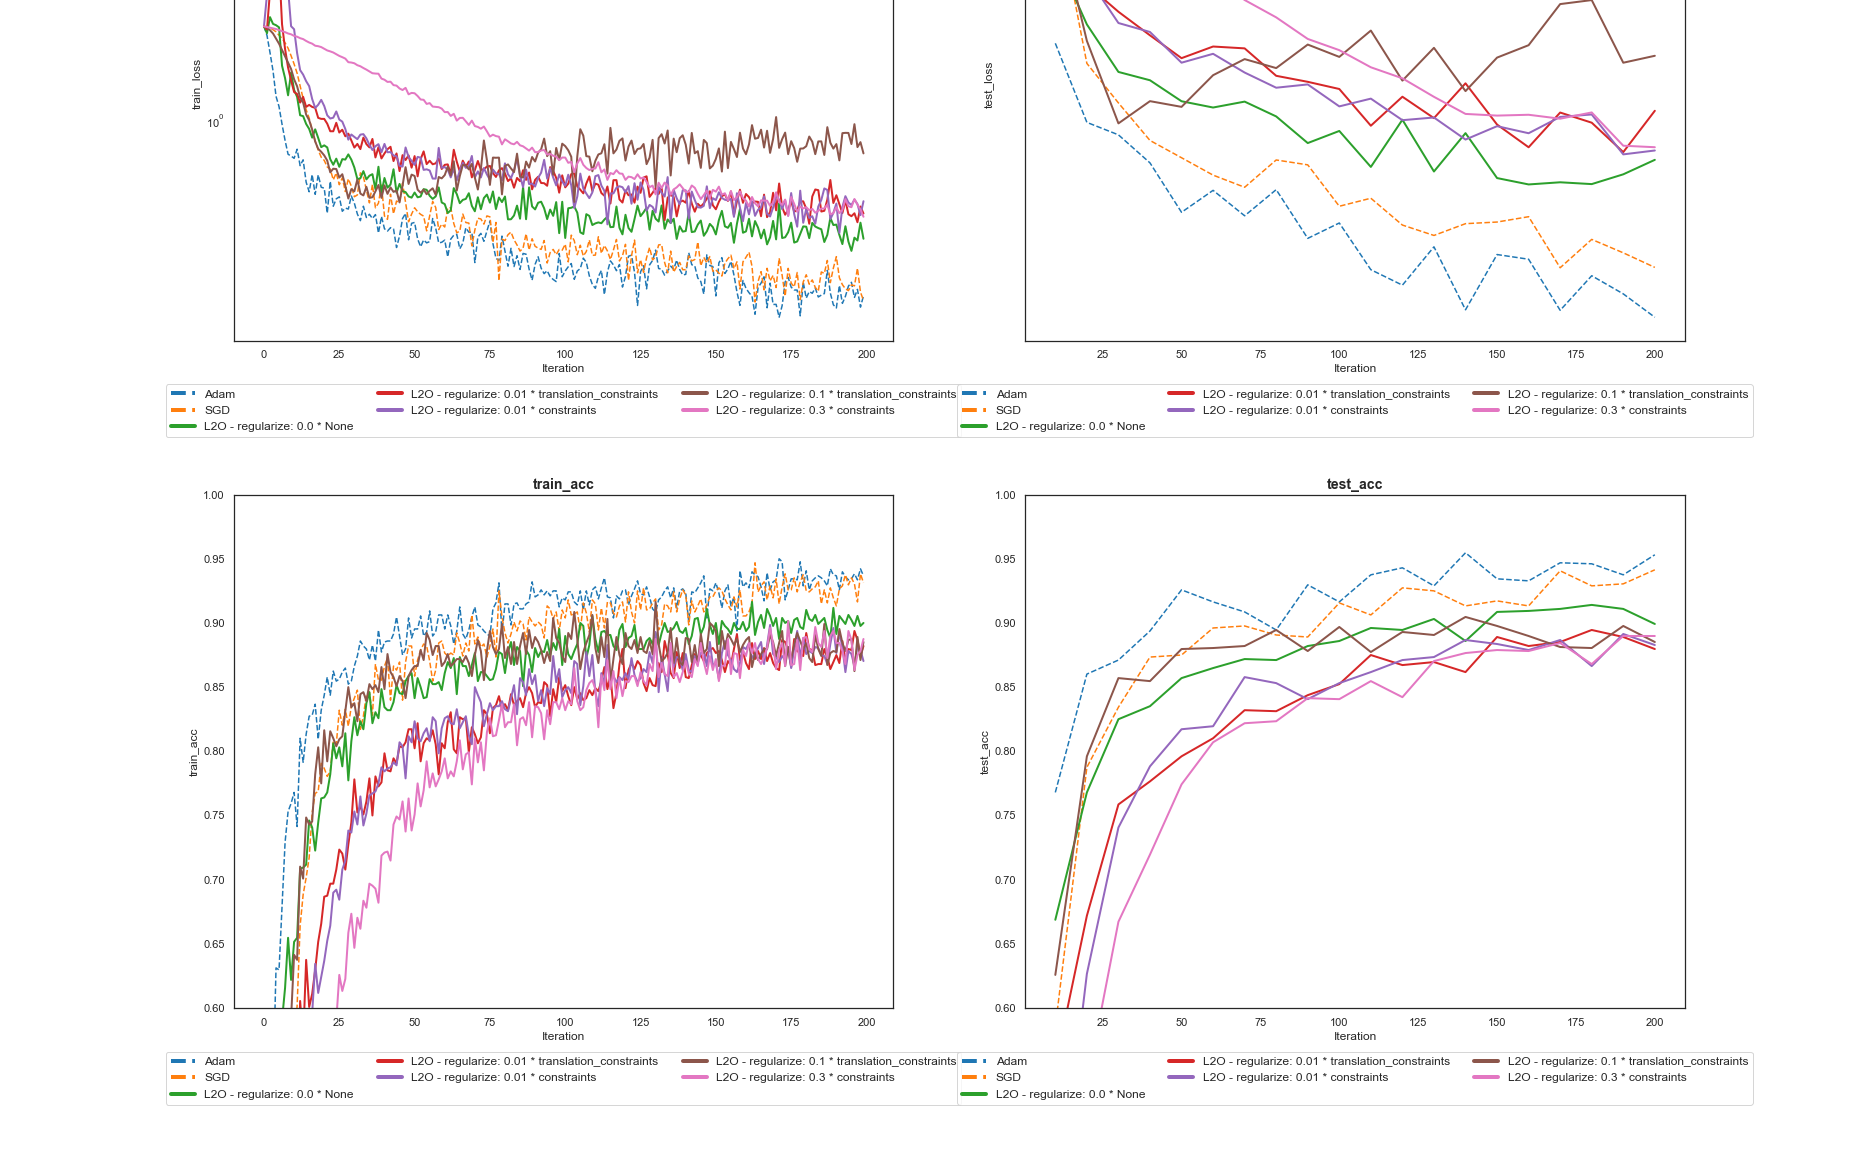 train_loss
10⁰
0 25 50 75 100 125 150 175 200
Iteration
Adam
SGD
L2O - regularize: 0.0 * None
L2O - regularize: 0.01 * translation_constraints
L2O - regularize: 0.01 * constraints
L2O - regularize: 0.1 * translation_constraints
L2O - regularize: 0.3 * constraints
test_loss
25 50 75 100 125 150 175 200
Iteration
Adam
SGD
L2O - regularize: 0.0 * None
L2O - regularize: 0.01 * translation_constraints
L2O - regularize: 0.01 * constraints
L2O - regularize: 0.1 * translation_constraints
L2O - regularize: 0.3 * constraints
train_acc
train_acc
1.00
0.95
0.90
0.85
0.80
0.75
0.70
0.65
0.60
0 25 50 75 100 125 150 175 200
Iteration
Adam
SGD
L2O - regularize: 0.0 * None
L2O - regularize: 0.01 * translation_constraints
L2O - regularize: 0.01 * constraints
L2O - regularize: 0.1 * translation_constraints
L2O - regularize: 0.3 * constraints
test_acc
test_acc
1.00
0.95
0.90
0.85
0.80
0.75
0.70
0.65
0.60
25 50 75 100 125 150 175 200
Iteration
Adam
SGD
L2O - regularize: 0.0 * None
L2O - regularize: 0.01 * translation_constraints
L2O - regularize: 0.01 * constraints
L2O - regularize: 0.1 * translation_constraints
L2O - regularize: 0.3 * constraints